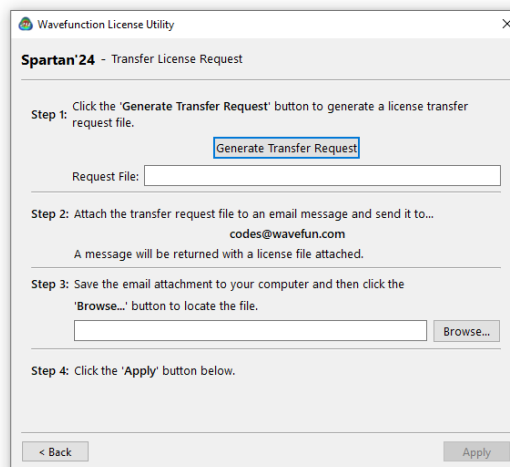 Wavefunction License Utility
Spartan'24 - Transfer License Request
Step 1: Click the 'Generate Transfer Request' button to generate a license transfer
request file.
Generate Transfer Request
Request File:
Step 2: Attach the transfer request file to an email message and send it to...
codes@wavefun.com
A message will be returned with a license file attached.
Step 3: Save the email attachment to your computer and then click the
'Browse...' button to locate the file.
Browse...
Step 4: Click the 'Apply' button below.
< Back
Apply